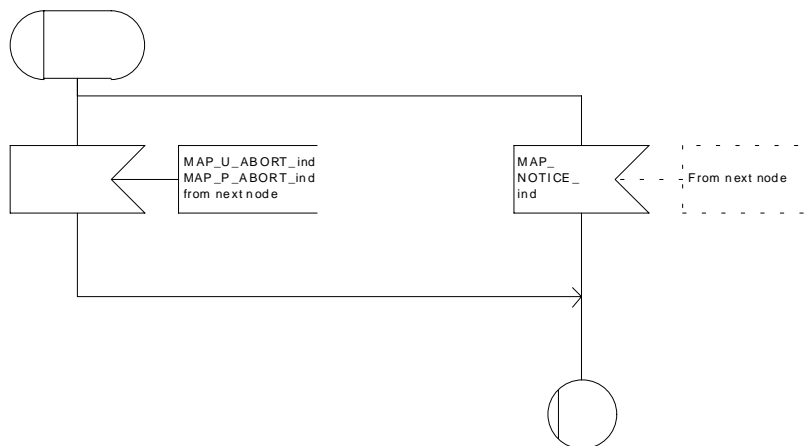 MAP_U_ABORT_ind
MAP_P_ABORT_ind
from next node
MAP_
NOTICE_
ind
From next node